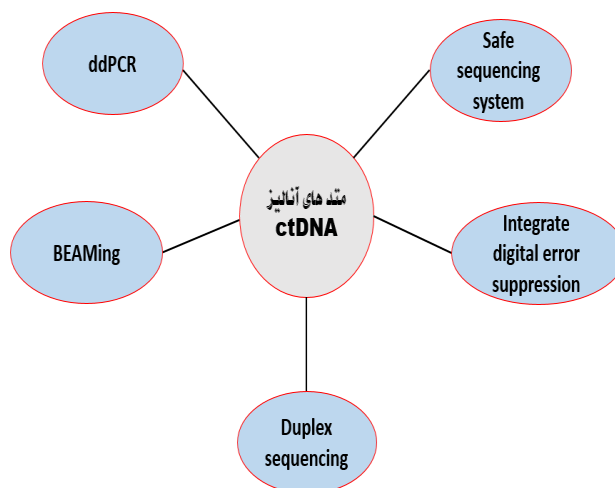 ddPCR
Safe
sequencing
system
متد های آنالیز
ctDNA
BEAMing
Integrate
digital error
suppression
Duplex
sequencing